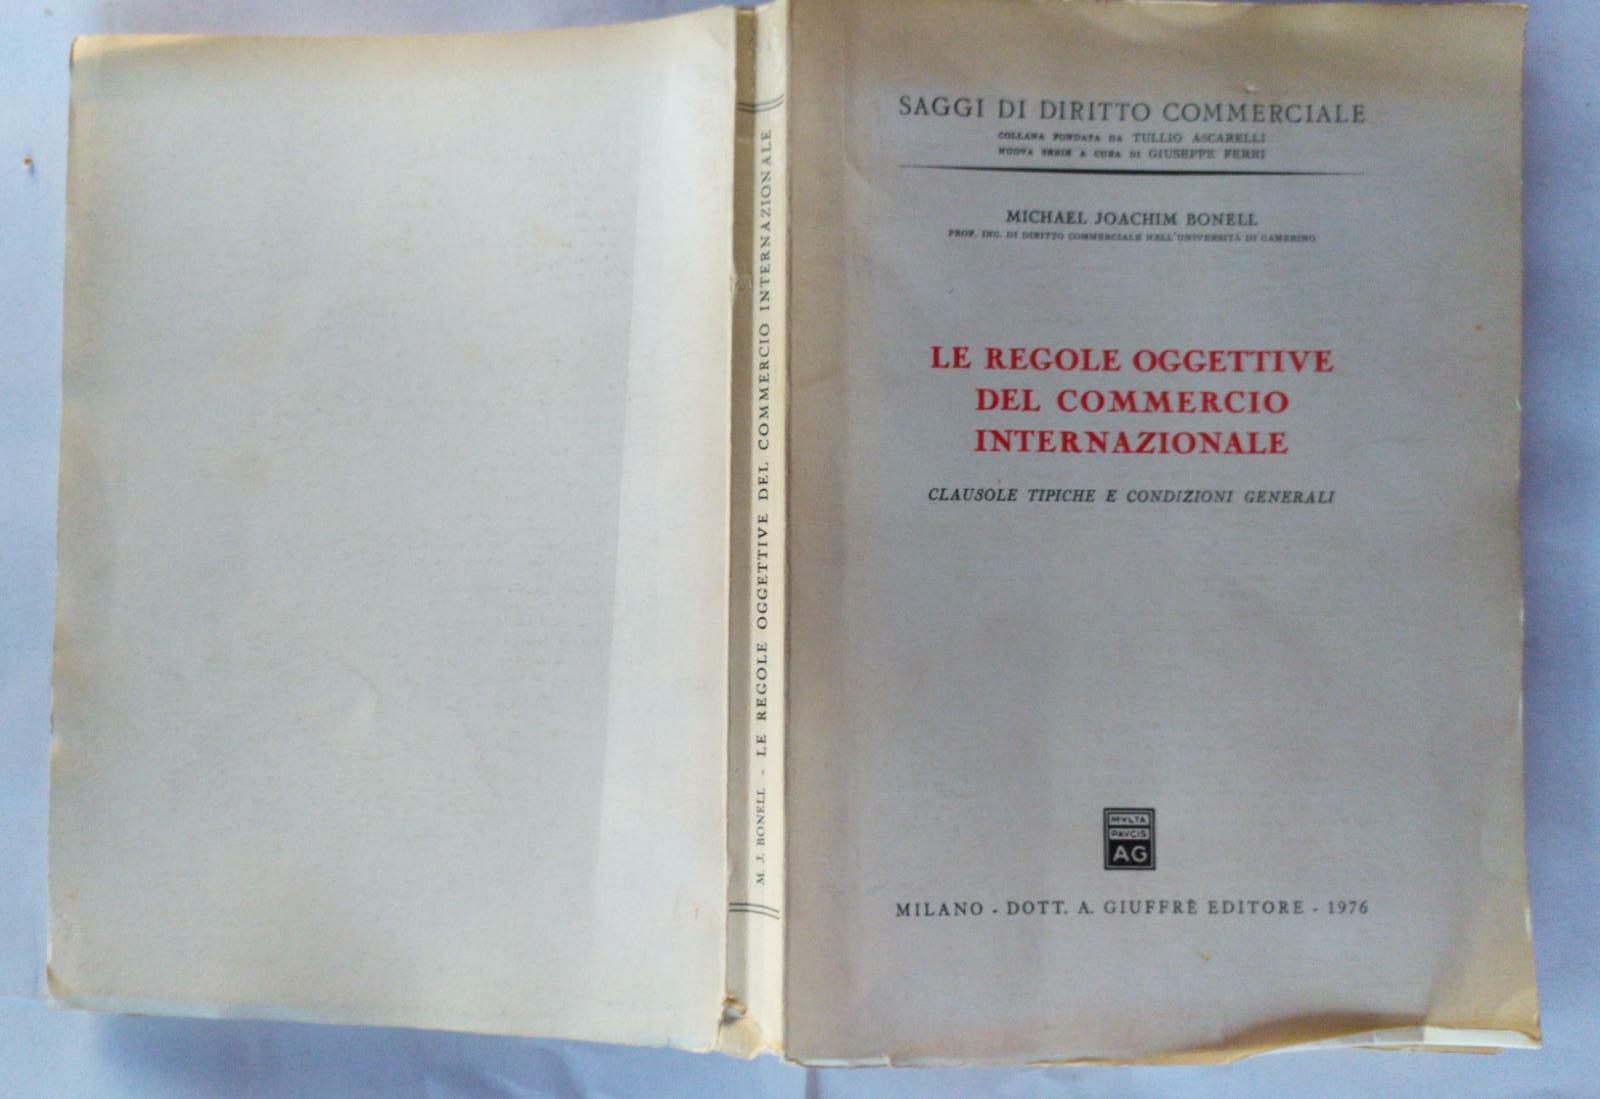 M. J. BONELL - LE REGOLE OGGETTIVE DEL COMMERCIO INTERNAZIONALE
SAGGI DI DIRITTO COMMERCIALE
COLLANA FONDATA DA TULLIO ASCARELLI
NUOVA SERIE A CURA DI GIUSEPPE FERRI
MICHAEL JOACHIM BONELL
PROF. INC. DI DIRITTO COMMERCIALE NELL'UNIVERSITÀ DI CAMERINO
LE REGOLE OGGETTIVE
DEL COMMERCIO
INTERNAZIONALE
CLAUSOLE TIPICHE E CONDIZIONI GENERALI
MVLTA
PAVCIS
AG
MILANO - DOTT. A. GIUFFRÈ EDITORE - 1976